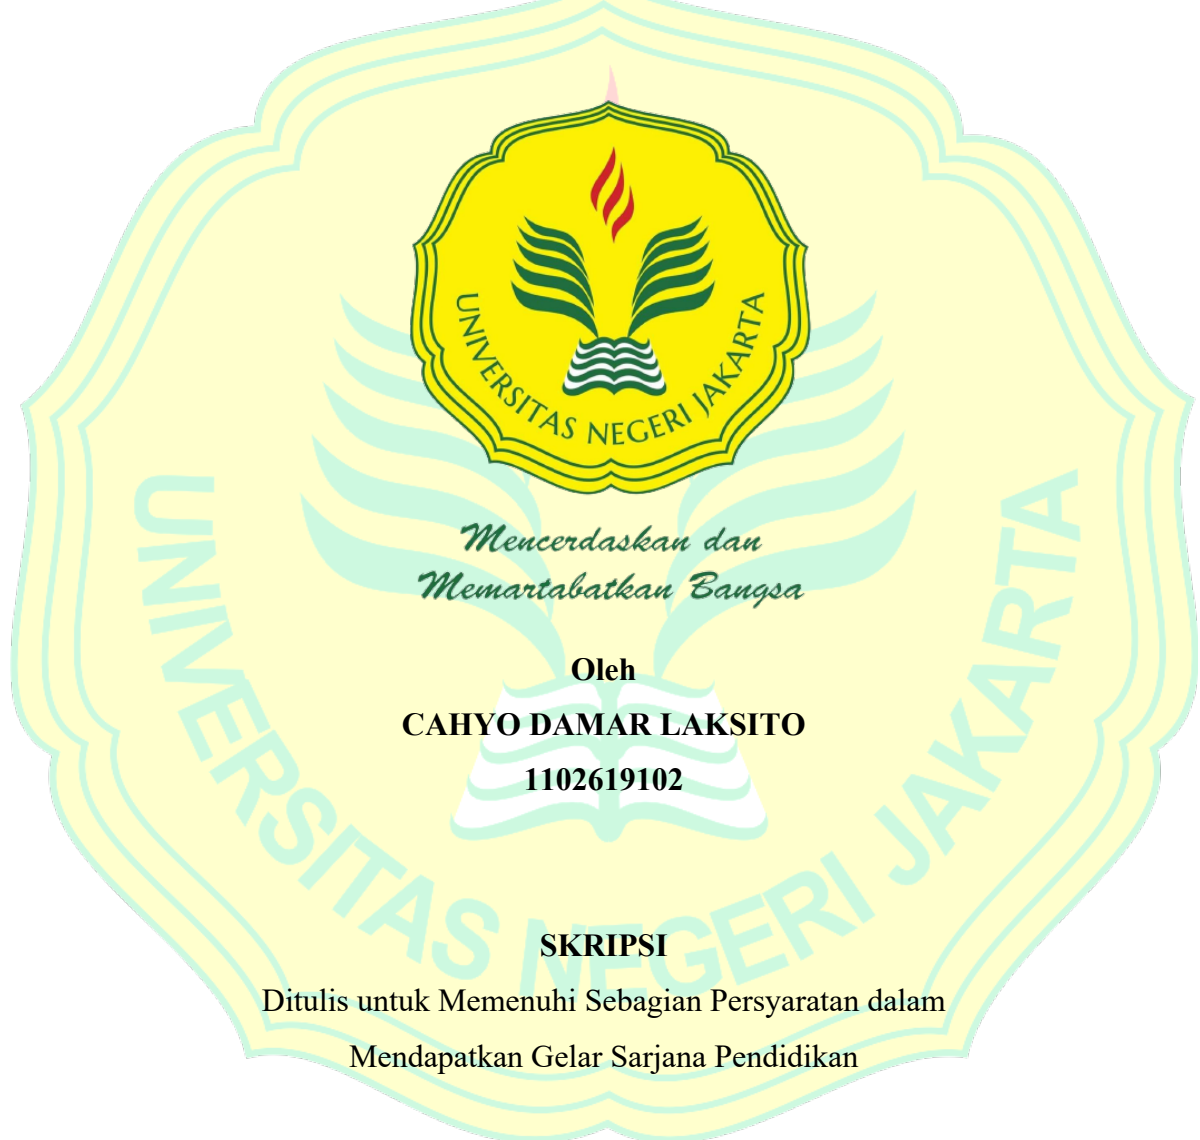 UNIVERSITAS NEGERI JAKARTA
Mencerdaskan dan
Memartabatkan Bangsa
Oleh
CAHYO DAMAR LAKSITO
1102619102
SKRIPSI
Ditulis untuk Memenuhi Sebagian Persyaratan dalam
Mendapatkan Gelar Sarjana Pendidikan
UNIVERSITAS NEGERI JAKARTA